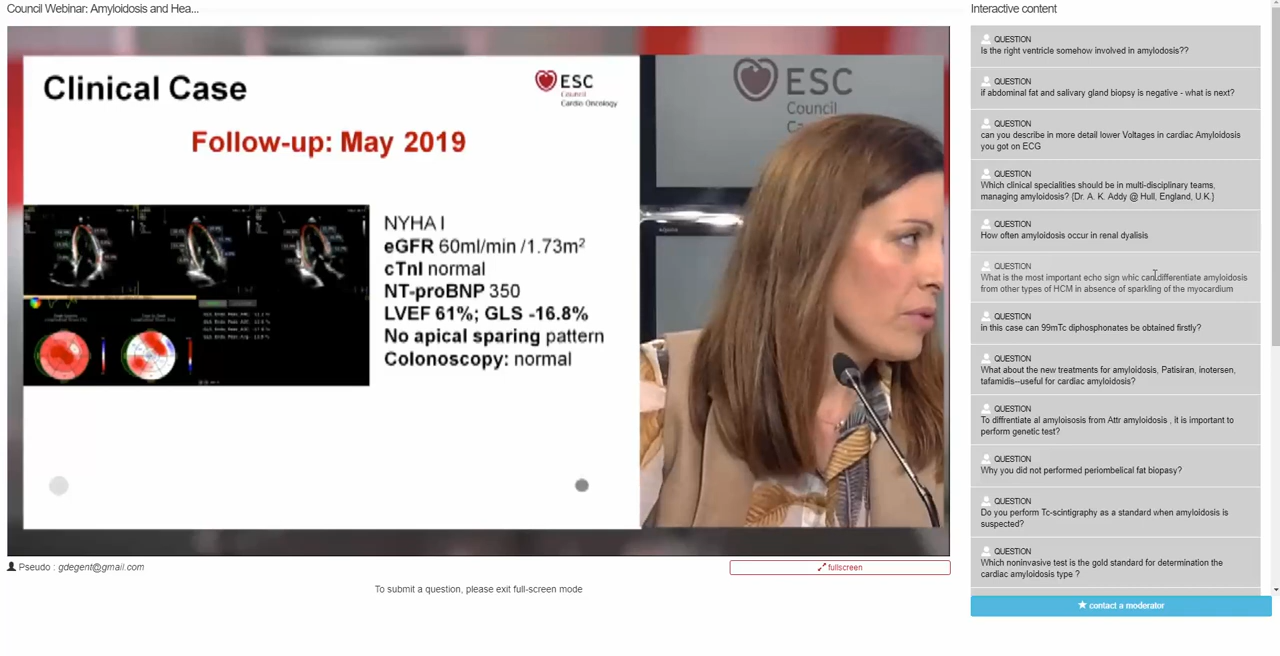 Council Webinar: Amyloidosis and Hea...
Clinical Case
ESC
Council
Cardio Oncology
Follow-up: May 2019
NYHA I
eGFR 60ml/min /1.73m²
cTnI normal
NT-proBNP 350
LVEF 61%; GLS -16.8%
No apical sparing pattern
Colonoscopy: normal
ESC
Council
Pseudo : gdegent@gmail.com
fullscreen
To submit a question, please exit full-screen mode
Interactive content
QUESTION
Is the right ventricle somehow involved in amylodosis??
QUESTION
if abdominal fat and salivary gland biopsy is negative - what is next?
QUESTION
can you describe in more detail lower Voltages in cardiac Amyloidosis
you got on ECG
QUESTION
Which clinical specialities should be in multi-disciplinary teams,
managing amyloidosis? {Dr. A. K. Addy @ Hull, England, U.K.}
QUESTION
How often amyloidosis occur in renal dyalisis
QUESTION
What is the most important echo sign whic can differentiate amyloidosis
from other types of HCM in absence of sparkling of the myocardium
QUESTION
in this case can 99mTc diphosphonates be obtained firstly?
QUESTION
What about the new treatments for amyloidosis, Patisiran, inotersen,
tafamidis--useful for cardiac amyloidosis?
QUESTION
To diffrentiate al amyloisosis from Attr amyloidosis , it is important to
perform genetic test?
QUESTION
Why you did not performed periombelical fat biopasy?
QUESTION
Do you perform Tc-scintigraphy as a standard when amyloidosis is
suspected?
QUESTION
Which noninvasive test is the gold standard for determination the
cardiac amyloidosis type ?
contact a moderator